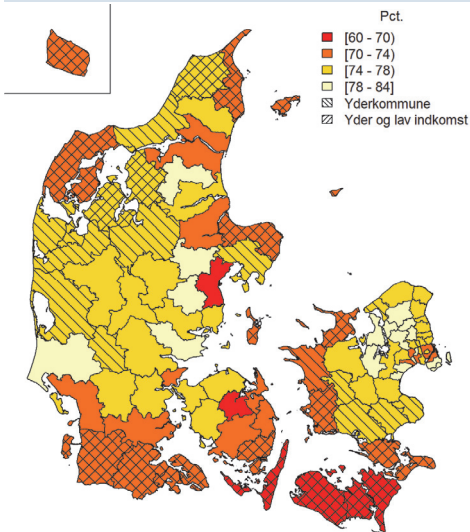 Pct.
[60 - 70)
[70 - 74)
[74 - 78)
[78 - 84]
Yderkommune
Yder og lav indkomst